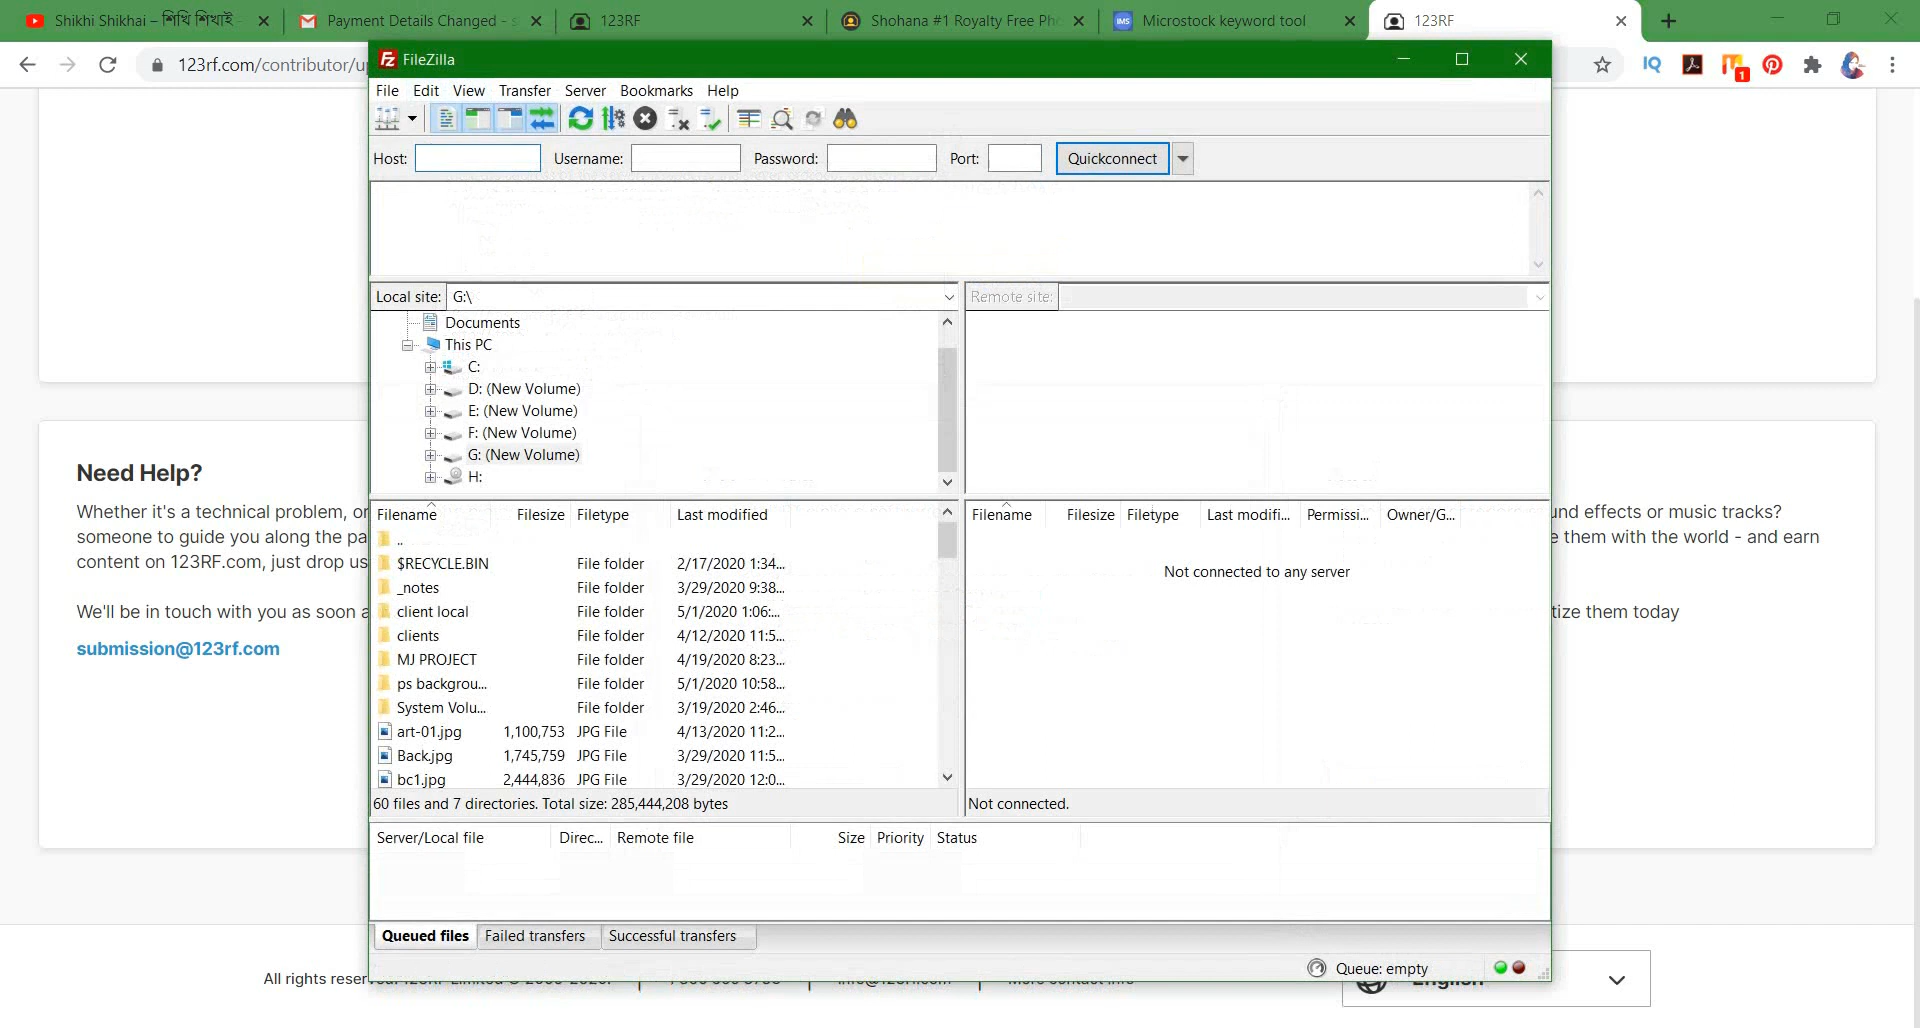 Shikhi Shikhai – শিখি শিখাই
Payment Details Changed - s
123RF
Shohana #1 Royalty Free Ph
Microstock keyword tool
123RF
123rf.com/contributor/u
1
FileZilla
File Edit View Transfer Server Bookmarks Help
Host: Username: Password: Port: Quickconnect
Local site: G:\
Remote site:
Documents
This PC
C:
D: (New Volume)
E: (New Volume)
F: (New Volume)
G: (New Volume)
H:
Filename Filesize Filetype Last modified
..
$RECYCLE.BIN File folder 2/17/2020 1:34...
_notes File folder 3/29/2020 9:38...
client local File folder 5/1/2020 1:06:...
clients File folder 4/12/2020 11:5...
MJ PROJECT File folder 4/19/2020 8:23...
ps backgrou... File folder 5/1/2020 10:58...
System Volu... File folder 3/19/2020 2:46...
art-01.jpg 1,100,753 JPG File 4/13/2020 11:2...
Back.jpg 1,745,759 JPG File 3/29/2020 11:5...
bc1.jpg 2,444,836 JPG File 3/29/2020 12:0...
60 files and 7 directories. Total size: 285,444,208 bytes
Filename Filesize Filetype Last modifi... Permissi... Owner/G...
Not connected to any server
Not connected.
Server/Local file Direc... Remote file Size Priority Status
Queued files Failed transfers Successful transfers
Queue: empty
Need Help?
Whether it's a technical problem, or
someone to guide you along the pa
content on 123RF.com, just drop us
We'll be in touch with you as soon a
submission@123rf.com
und effects or music tracks?
e them with the world - and earn
tize them today
All rights reser
English